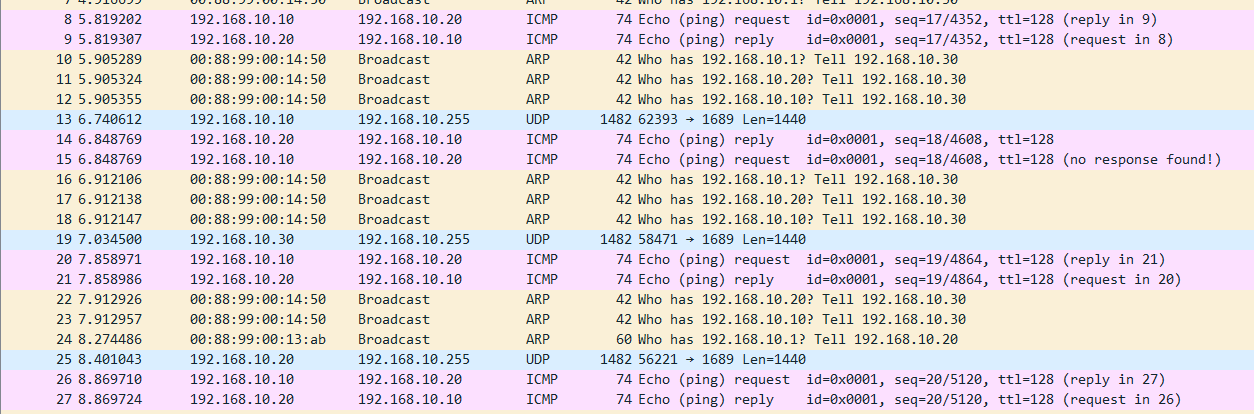 7 4.910699 00:88:99:00:14:50 Broadcast ARP 42 Who has 192.168.10.1? Tell 192.168.10.30
8 5.819202 192.168.10.10 192.168.10.20 ICMP 74 Echo (ping) request id=0x0001, seq=17/4352, ttl=128 (reply in 9)
9 5.819307 192.168.10.20 192.168.10.10 ICMP 74 Echo (ping) reply id=0x0001, seq=17/4352, ttl=128 (request in 8)
10 5.905289 00:88:99:00:14:50 Broadcast ARP 42 Who has 192.168.10.1? Tell 192.168.10.30
11 5.905324 00:88:99:00:14:50 Broadcast ARP 42 Who has 192.168.10.20? Tell 192.168.10.30
12 5.905355 00:88:99:00:14:50 Broadcast ARP 42 Who has 192.168.10.10? Tell 192.168.10.30
13 6.740612 192.168.10.10 192.168.10.255 UDP 1482 62393 → 1689 Len=1440
14 6.848769 192.168.10.20 192.168.10.10 ICMP 74 Echo (ping) reply id=0x0001, seq=18/4608, ttl=128
15 6.848769 192.168.10.10 192.168.10.20 ICMP 74 Echo (ping) request id=0x0001, seq=18/4608, ttl=128 (no response found!)
16 6.912106 00:88:99:00:14:50 Broadcast ARP 42 Who has 192.168.10.1? Tell 192.168.10.30
17 6.912138 00:88:99:00:14:50 Broadcast ARP 42 Who has 192.168.10.20? Tell 192.168.10.30
18 6.912147 00:88:99:00:14:50 Broadcast ARP 42 Who has 192.168.10.10? Tell 192.168.10.30
19 7.034500 192.168.10.30 192.168.10.255 UDP 1482 58471 → 1689 Len=1440
20 7.858971 192.168.10.10 192.168.10.20 ICMP 74 Echo (ping) request id=0x0001, seq=19/4864, ttl=128 (reply in 21)
21 7.858986 192.168.10.20 192.168.10.10 ICMP 74 Echo (ping) reply id=0x0001, seq=19/4864, ttl=128 (request in 20)
22 7.912926 00:88:99:00:14:50 Broadcast ARP 42 Who has 192.168.10.20? Tell 192.168.10.30
23 7.912957 00:88:99:00:14:50 Broadcast ARP 42 Who has 192.168.10.10? Tell 192.168.10.30
24 8.274486 00:88:99:00:13:ab Broadcast ARP 60 Who has 192.168.10.1? Tell 192.168.10.20
25 8.401043 192.168.10.20 192.168.10.255 UDP 1482 56221 → 1689 Len=1440
26 8.869710 192.168.10.10 192.168.10.20 ICMP 74 Echo (ping) request id=0x0001, seq=20/5120, ttl=128 (reply in 27)
27 8.869724 192.168.10.20 192.168.10.10 ICMP 74 Echo (ping) reply id=0x0001, seq=20/5120, ttl=128 (request in 26)